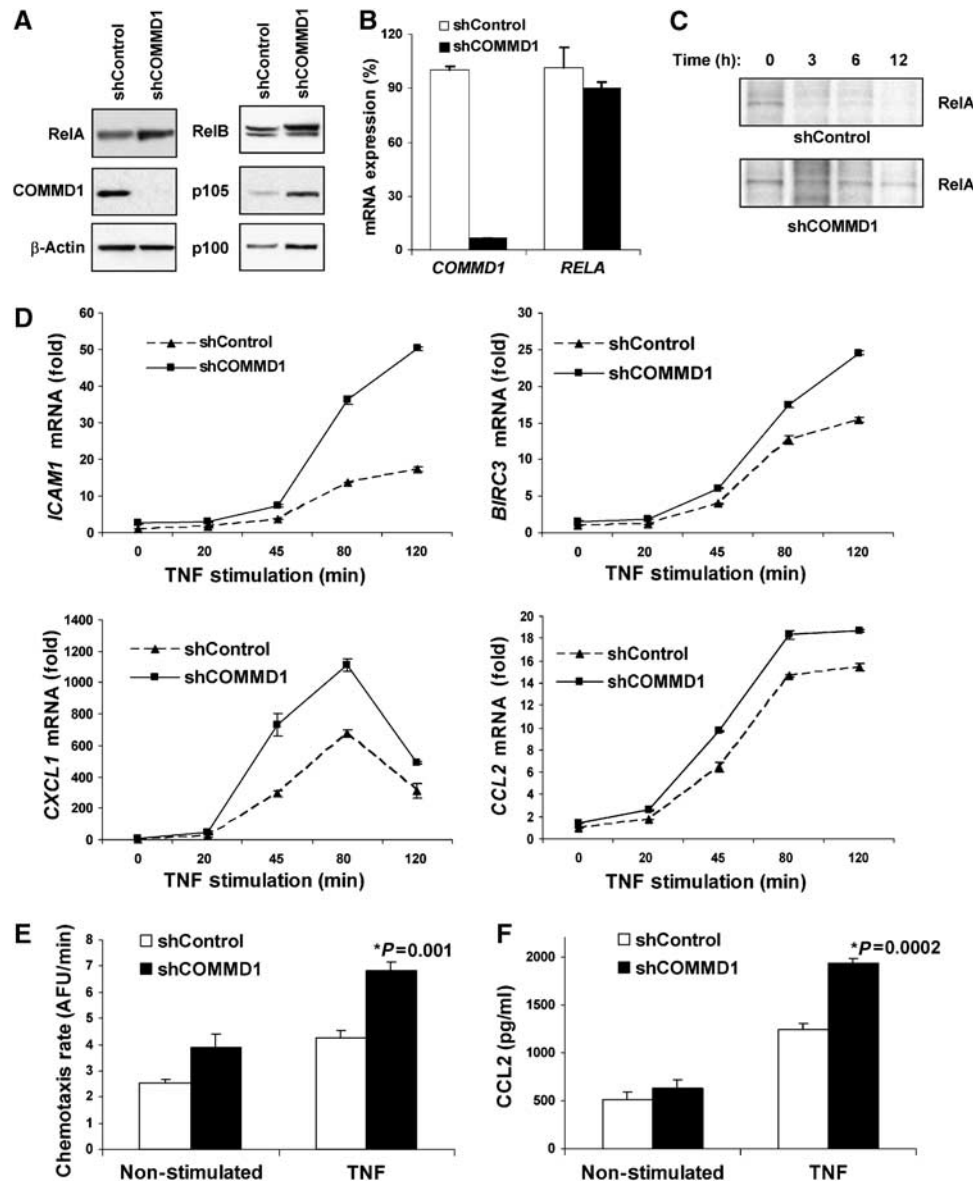 A
shControl
shCOMMD1
shControl
shCOMMD1
RelA
RelB
COMMD1
p105
β-Actin
p100
B
shControl
shCOMMD1
mRNA expression (%)
120
90
60
30
0
COMMD1
RELA
C
Time (h): 0 3 6 12
RelA
shControl
RelA
shCOMMD1
D
ICAM1 mRNA (fold)
60
50
40
30
20
10
0
shControl
shCOMMD1
0 20 45 80 120
TNF stimulation (min)
BIRC3 mRNA (fold)
30
25
20
15
10
5
0
shControl
shCOMMD1
0 20 45 80 120
TNF stimulation (min)
CXCL1 mRNA (fold)
1400
1200
1000
800
600
400
200
0
shControl
shCOMMD1
0 20 45 80 120
TNF stimulation (min)
CCL2 mRNA (fold)
20
18
16
14
12
10
8
6
4
2
0
shControl
shCOMMD1
0 20 45 80 120
TNF stimulation (min)
E
Chemotaxis rate (AFU/min)
8
7
6
5
4
3
2
1
0
shControl
shCOMMD1
*P=0.001
Non-stimulated
TNF
F
CCL2 (pg/ml)
2000
1500
1000
500
0
shControl
shCOMMD1
*P=0.0002
Non-stimulated
TNF